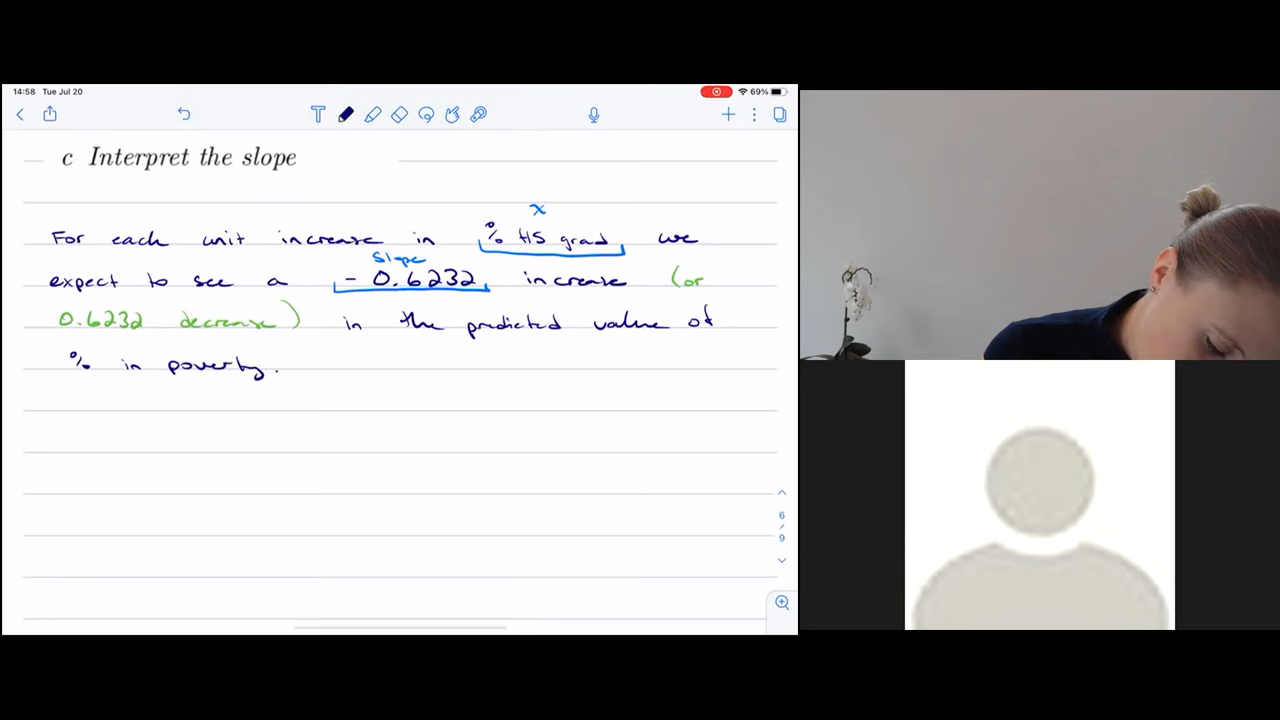 14:58 Tue Jul 20
69%
c Interpret the slope
x
For each unit increase in % HS grad we
slope
expect to see a - 0.6232 increase (or
0.6232 decrease) in the predicted value of
% in poverty.
6
/
9